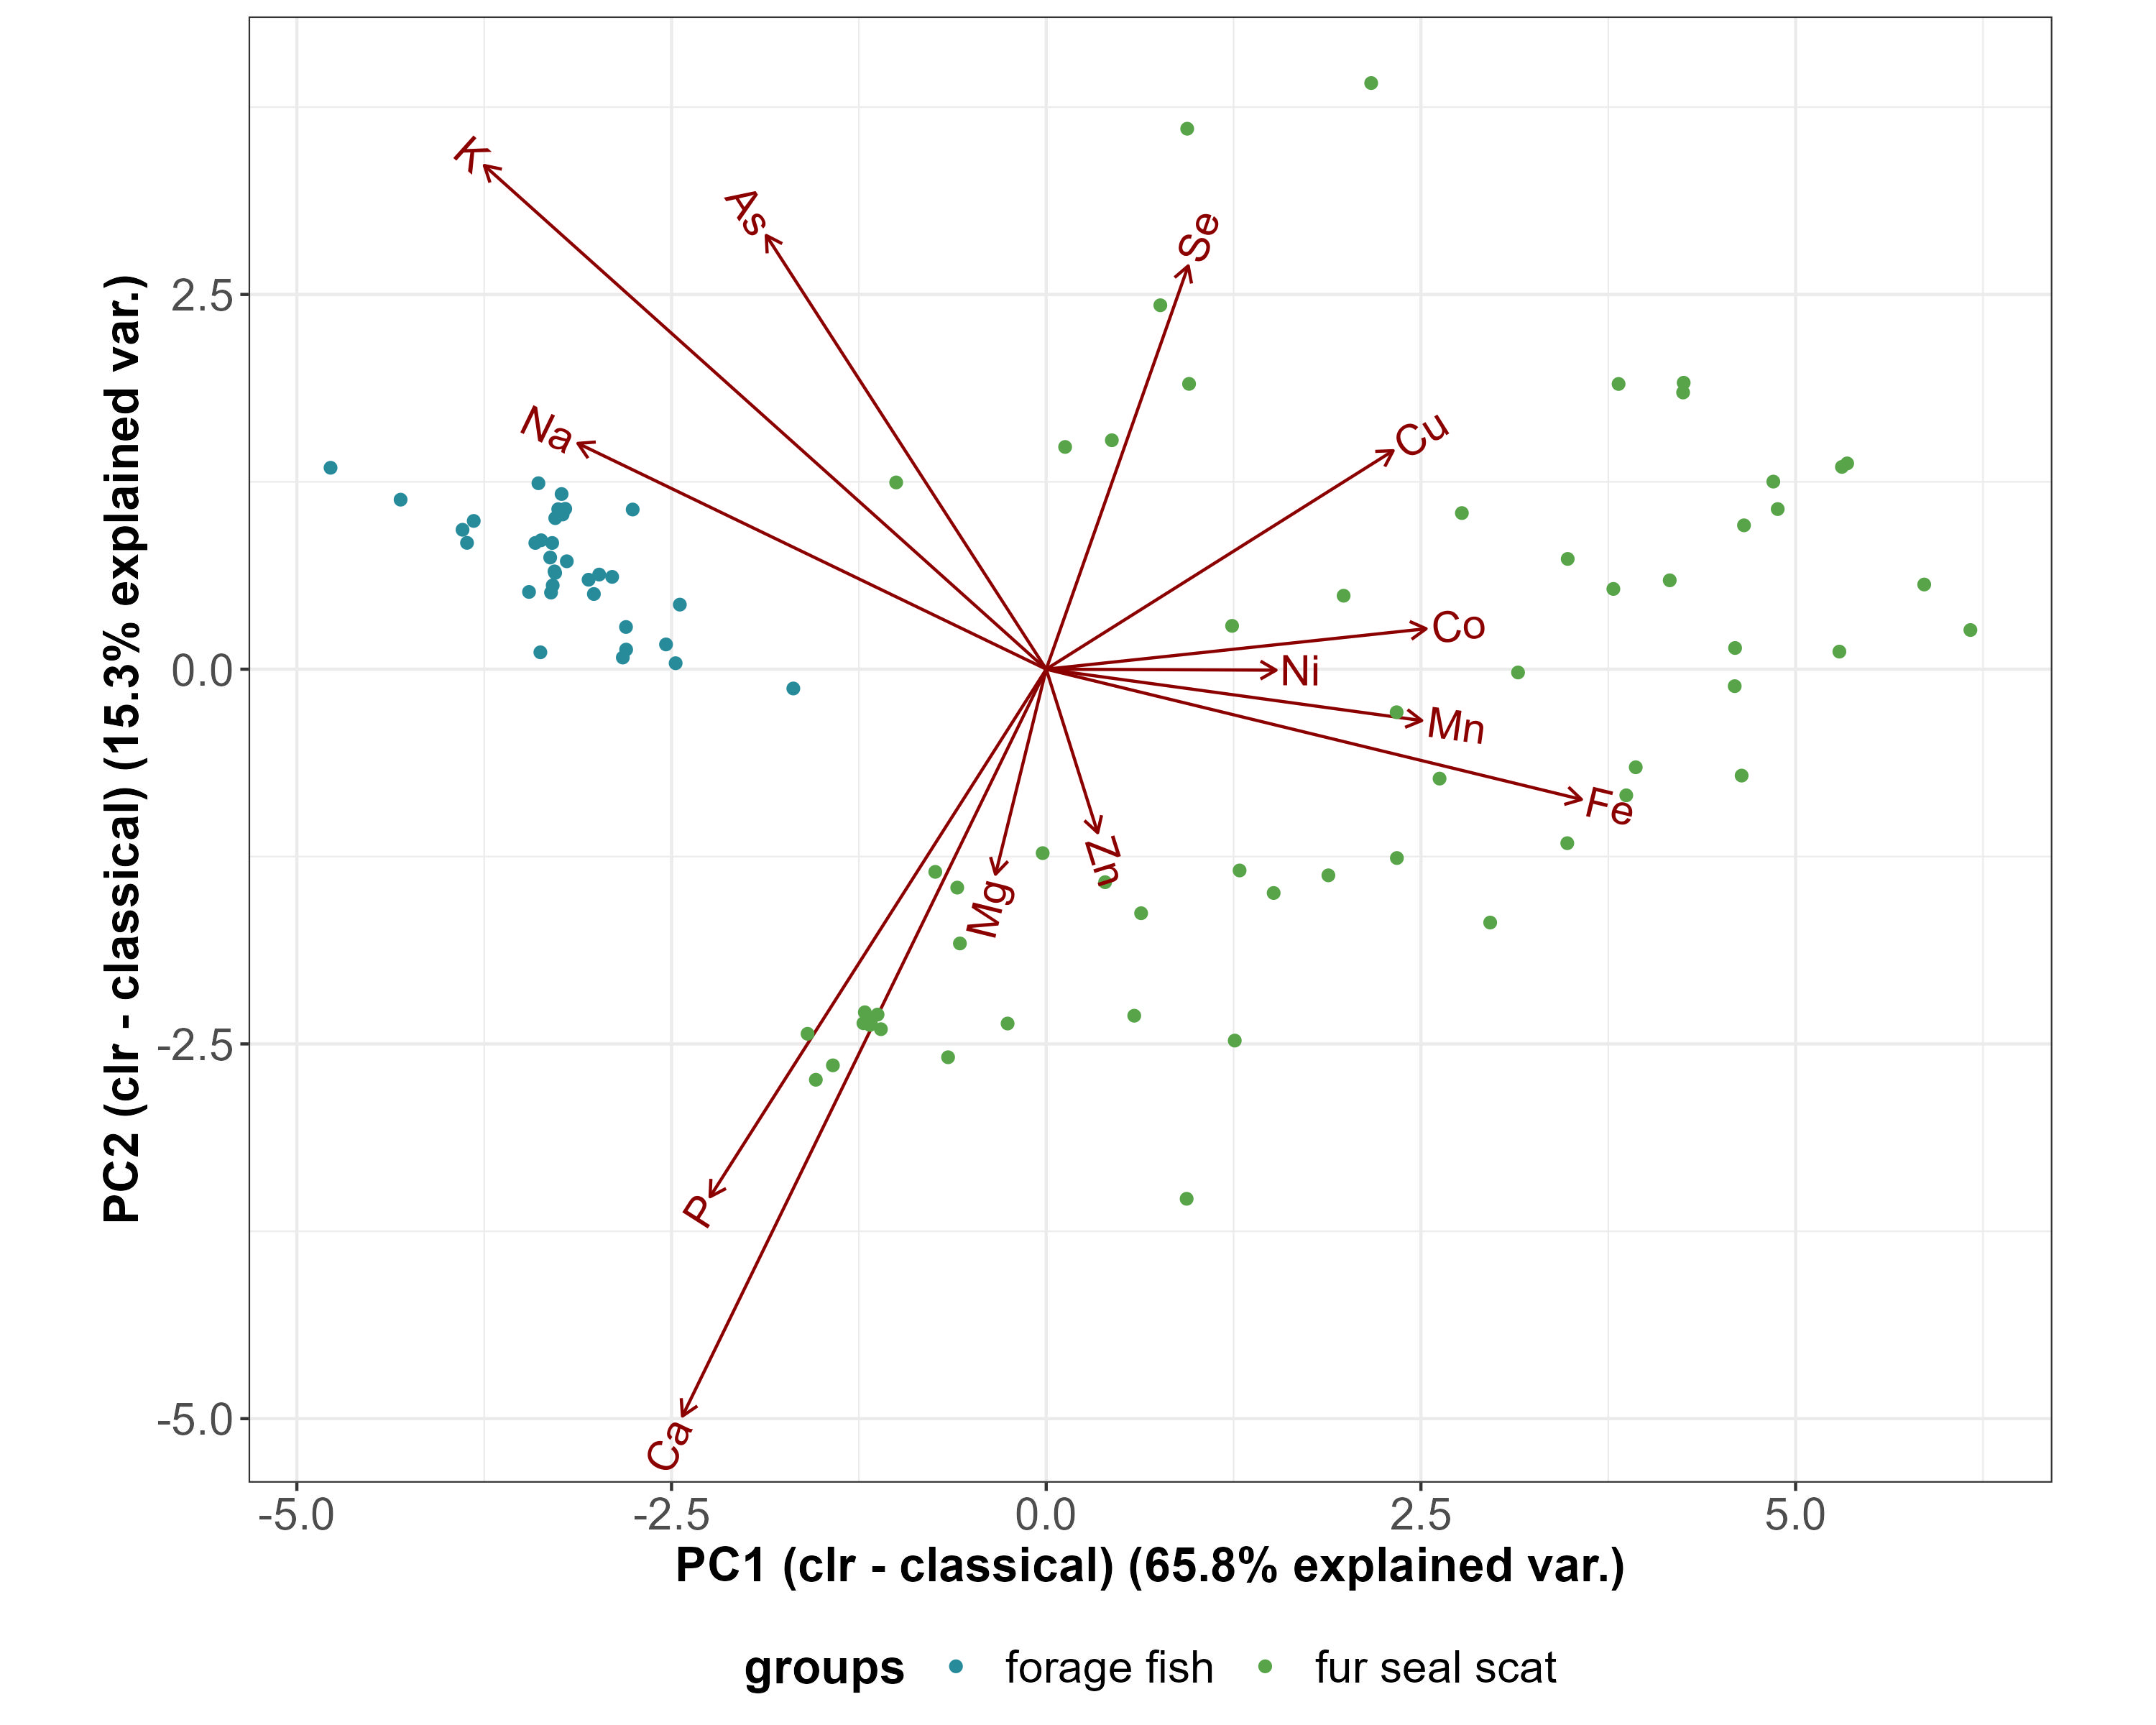 K
As
Se
Na
Cu
2.5
Co
0.0
Ni
Mn
Fe
Zn
Mg
-2.5
P
-5.0
Ca
PC2 (clr - classical) (15.3% explained var.)
-5.0 -2.5 0.0 2.5 5.0
PC1 (clr - classical) (65.8% explained var.)
groups forage fish fur seal scat